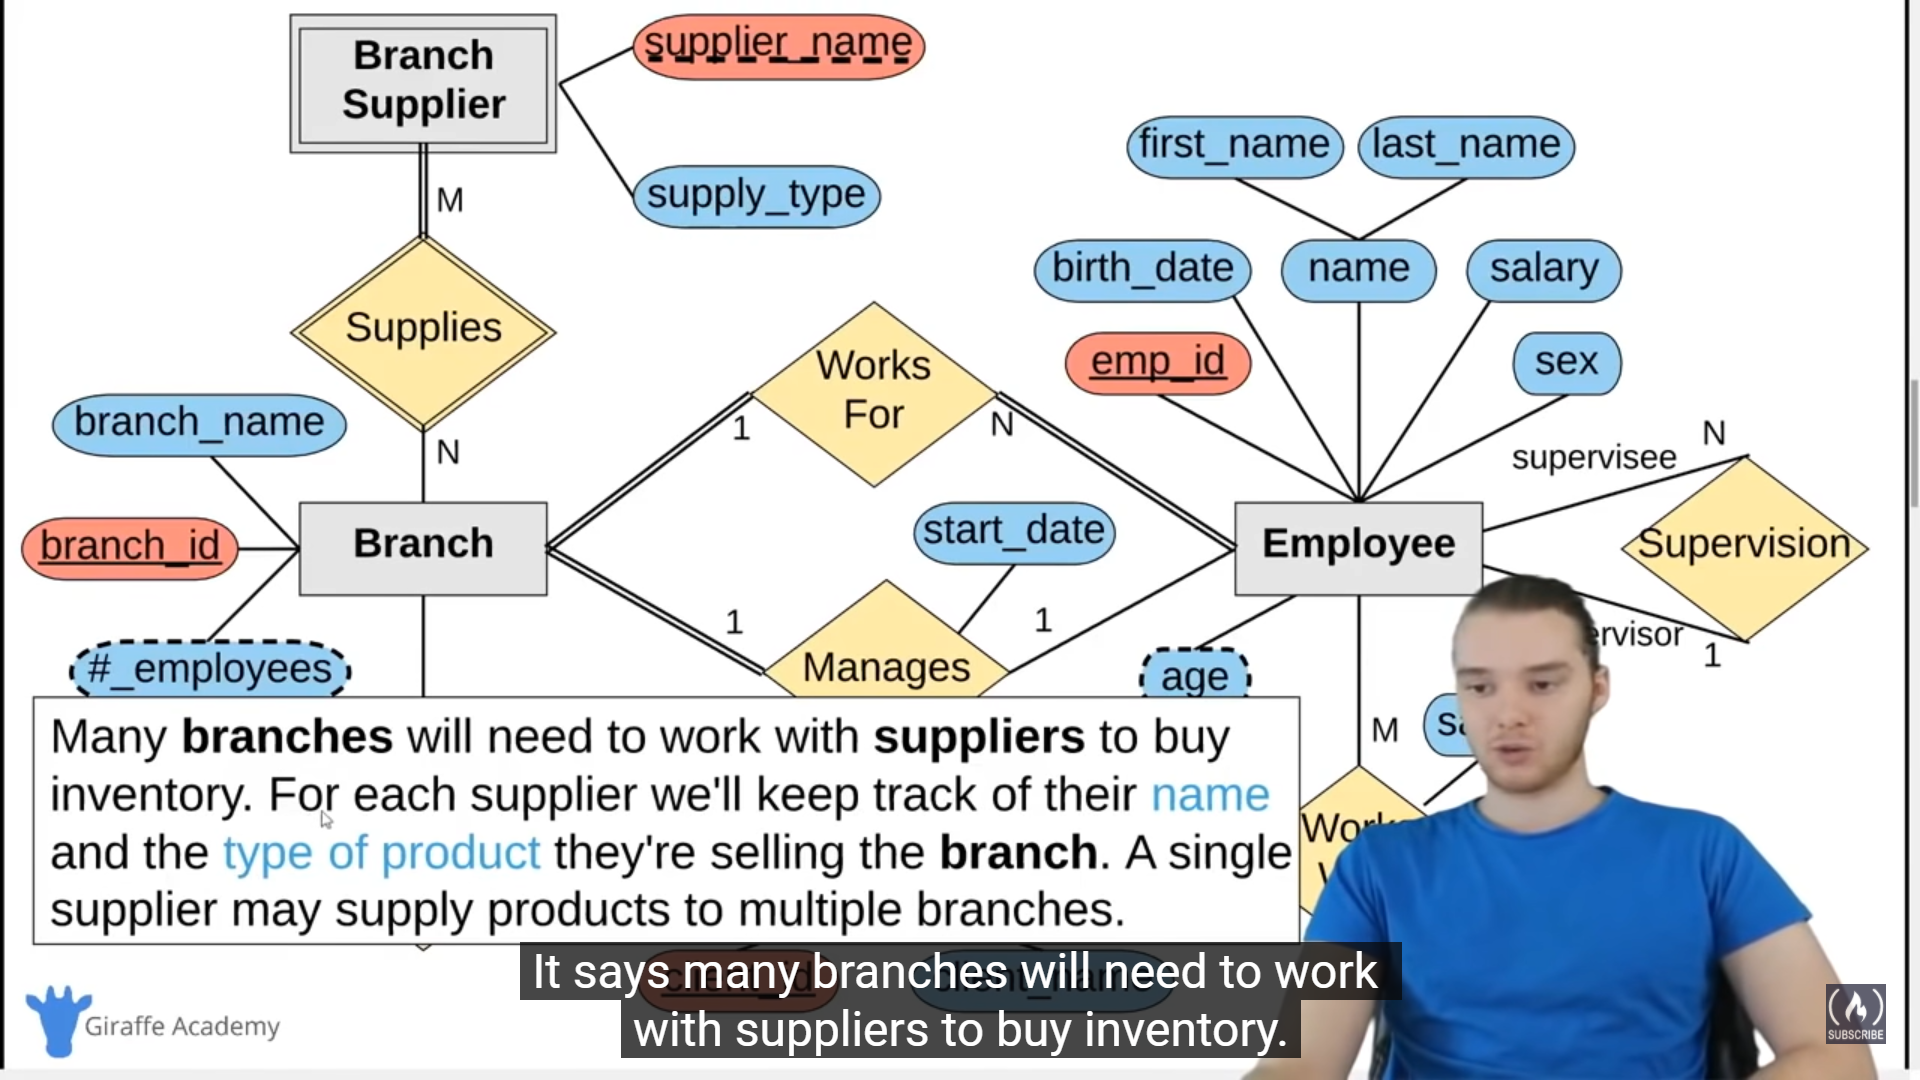 Branch
Supplier
supplier_name
supply_type
M
Supplies
N
first_name
last_name
birth_date
name
salary
emp_id
sex
Works
For
1
N
branch_name
branch_id
Branch
#_employees
start_date
1
Manages
1
Employee
supervisee
N
Supervision
ervisor
1
age
M
Many branches will need to work with suppliers to buy
inventory. For each supplier we'll keep track of their name
and the type of product they're selling the branch. A single
supplier may supply products to multiple branches.
client_id
client_name
It says many branches will need to work
with suppliers to buy inventory.
Giraffe Academy
SUBSCRIBE